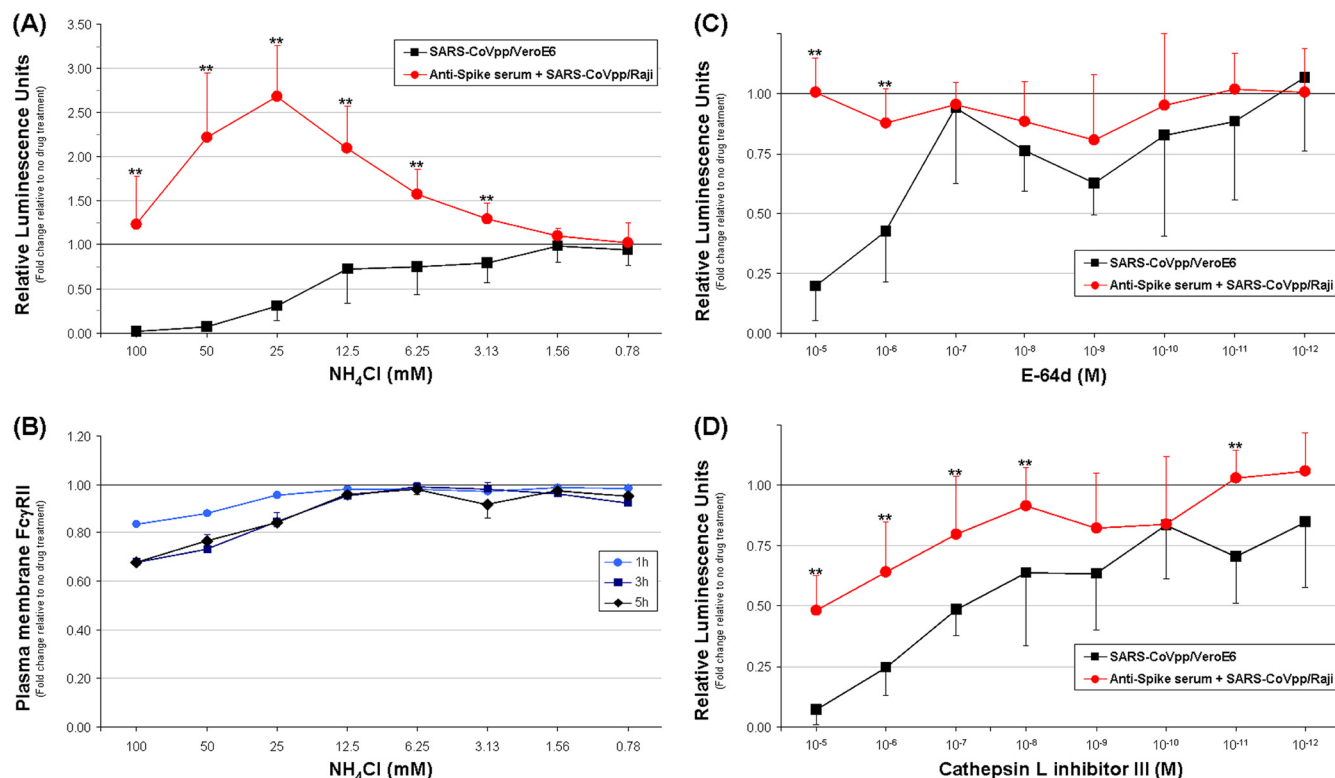 (A)
Relative Luminescence Units
(Fold change relative to no drug treatment)
3.50
3.00
2.50
2.00
1.50
1.00
0.50
0.00
**
**
**
**
**
**
SARS-CoVpp/VeroE6
Anti-Spike serum + SARS-CoVpp/Raji
100 50 25 12.5 6.25 3.13 1.56 0.78
NH₄Cl (mM)
(B)
Plasma membrane FcγRII
(Fold change relative to no drug treatment)
1.20
1.00
0.80
0.60
0.40
0.20
0.00
1h
3h
5h
100 50 25 12.5 6.25 3.13 1.56 0.78
NH₄Cl (mM)
(C)
Relative Luminescence Units
(Fold change relative to no drug treatment)
1.00
0.75
0.50
0.25
0.00
**
**
SARS-CoVpp/VeroE6
Anti-Spike serum + SARS-CoVpp/Raji
10⁻⁵ 10⁻⁶ 10⁻⁷ 10⁻⁸ 10⁻⁹ 10⁻¹⁰ 10⁻¹¹ 10⁻¹²
E-64d (M)
(D)
Relative Luminescence Units
(Fold change relative to no drug treatment)
1.00
0.75
0.50
0.25
0.00
**
**
**
**
**
SARS-CoVpp/VeroE6
Anti-Spike serum + SARS-CoVpp/Raji
10⁻⁵ 10⁻⁶ 10⁻⁷ 10⁻⁸ 10⁻⁹ 10⁻¹⁰ 10⁻¹¹ 10⁻¹²
Cathepsin L inhibitor III (M)